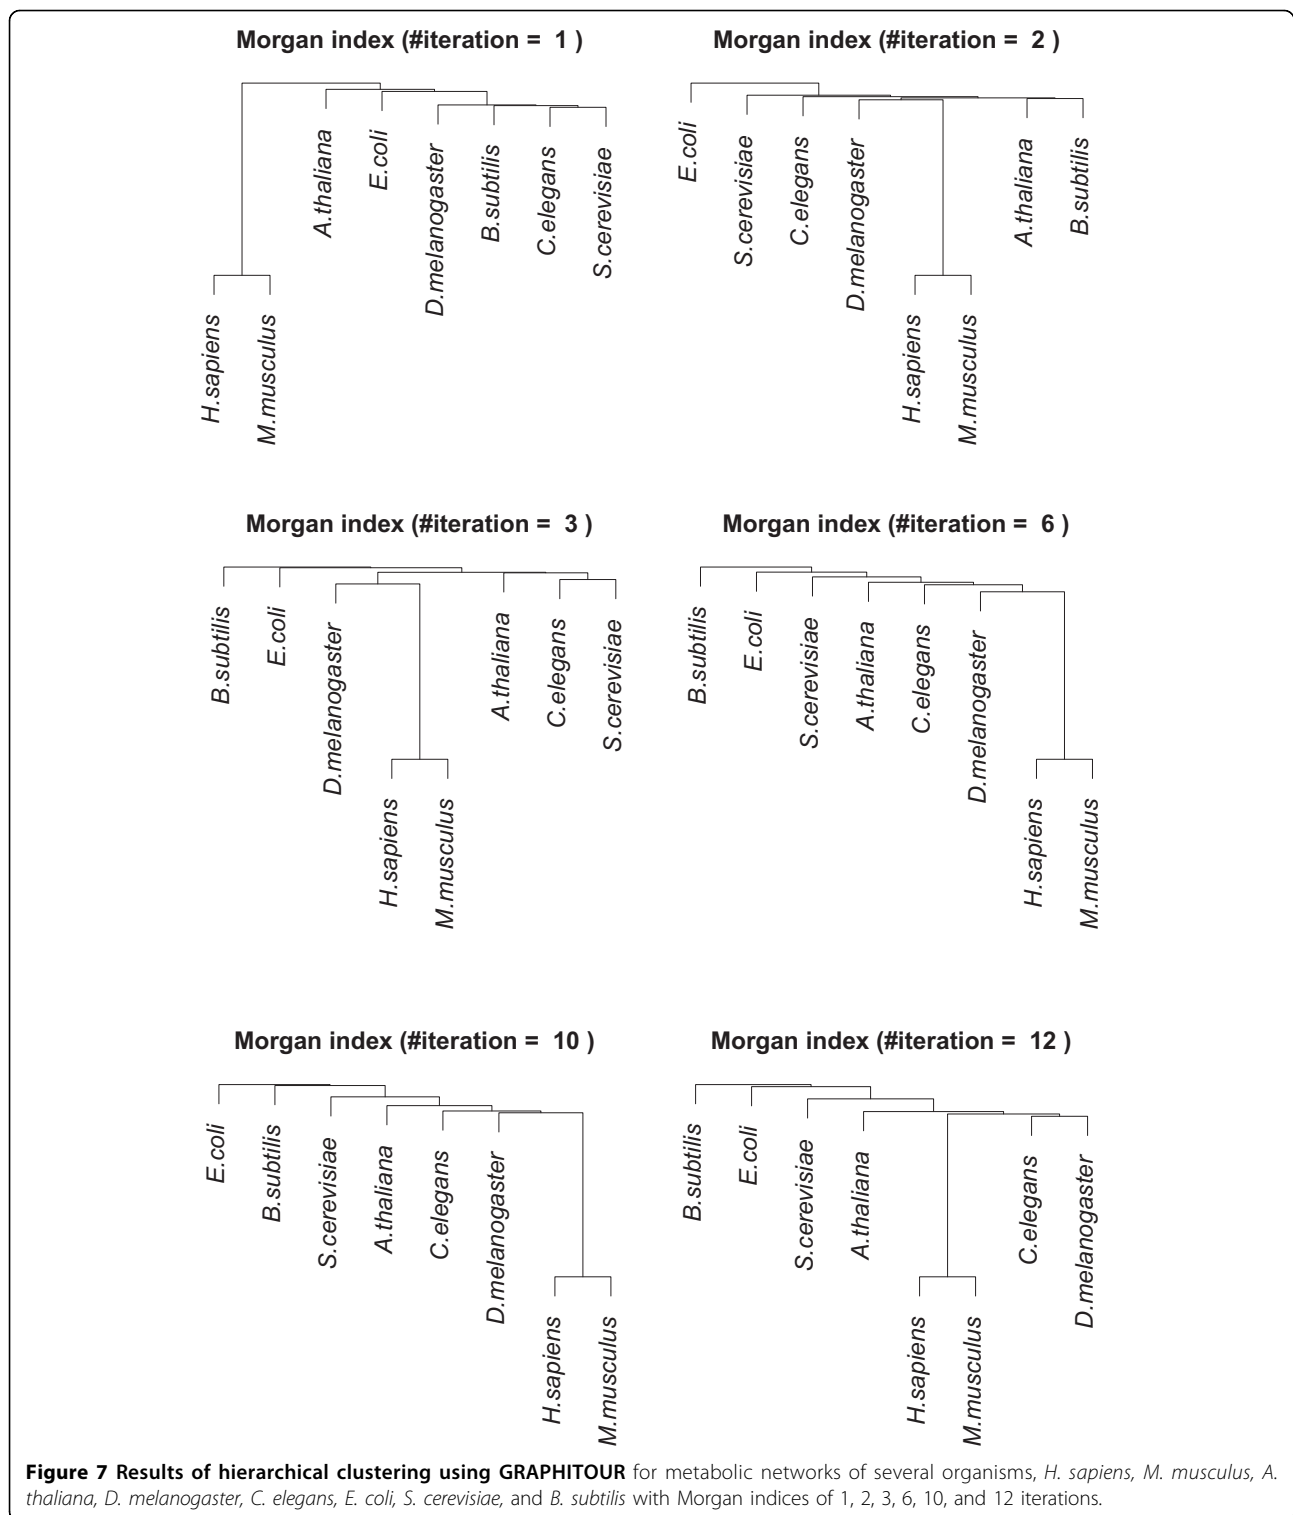 Morgan index (#iteration =  1 )
H.sapiens
M.musculus
A.thaliana
E.coli
D.melanogaster
B.subtilis
C.elegans
S.cerevisiae
Morgan index (#iteration =  2 )
E.coli
S.cerevisiae
C.elegans
D.melanogaster
H.sapiens
M.musculus
A.thaliana
B.subtilis
Morgan index (#iteration =  3 )
B.subtilis
E.coli
D.melanogaster
H.sapiens
M.musculus
A.thaliana
C.elegans
S.cerevisiae
Morgan index (#iteration =  6 )
B.subtilis
E.coli
S.cerevisiae
A.thaliana
C.elegans
D.melanogaster
H.sapiens
M.musculus
Morgan index (#iteration =  10 )
E.coli
B.subtilis
S.cerevisiae
A.thaliana
C.elegans
D.melanogaster
H.sapiens
M.musculus
Morgan index (#iteration =  12 )
B.subtilis
E.coli
S.cerevisiae
A.thaliana
H.sapiens
M.musculus
C.elegans
D.melanogaster
Figure 7 Results of hierarchical clustering using GRAPHITOUR for metabolic networks of several organisms, H. sapiens, M. musculus, A.
thaliana, D. melanogaster, C. elegans, E. coli, S. cerevisiae, and B. subtilis with Morgan indices of 1, 2, 3, 6, 10, and 12 iterations.